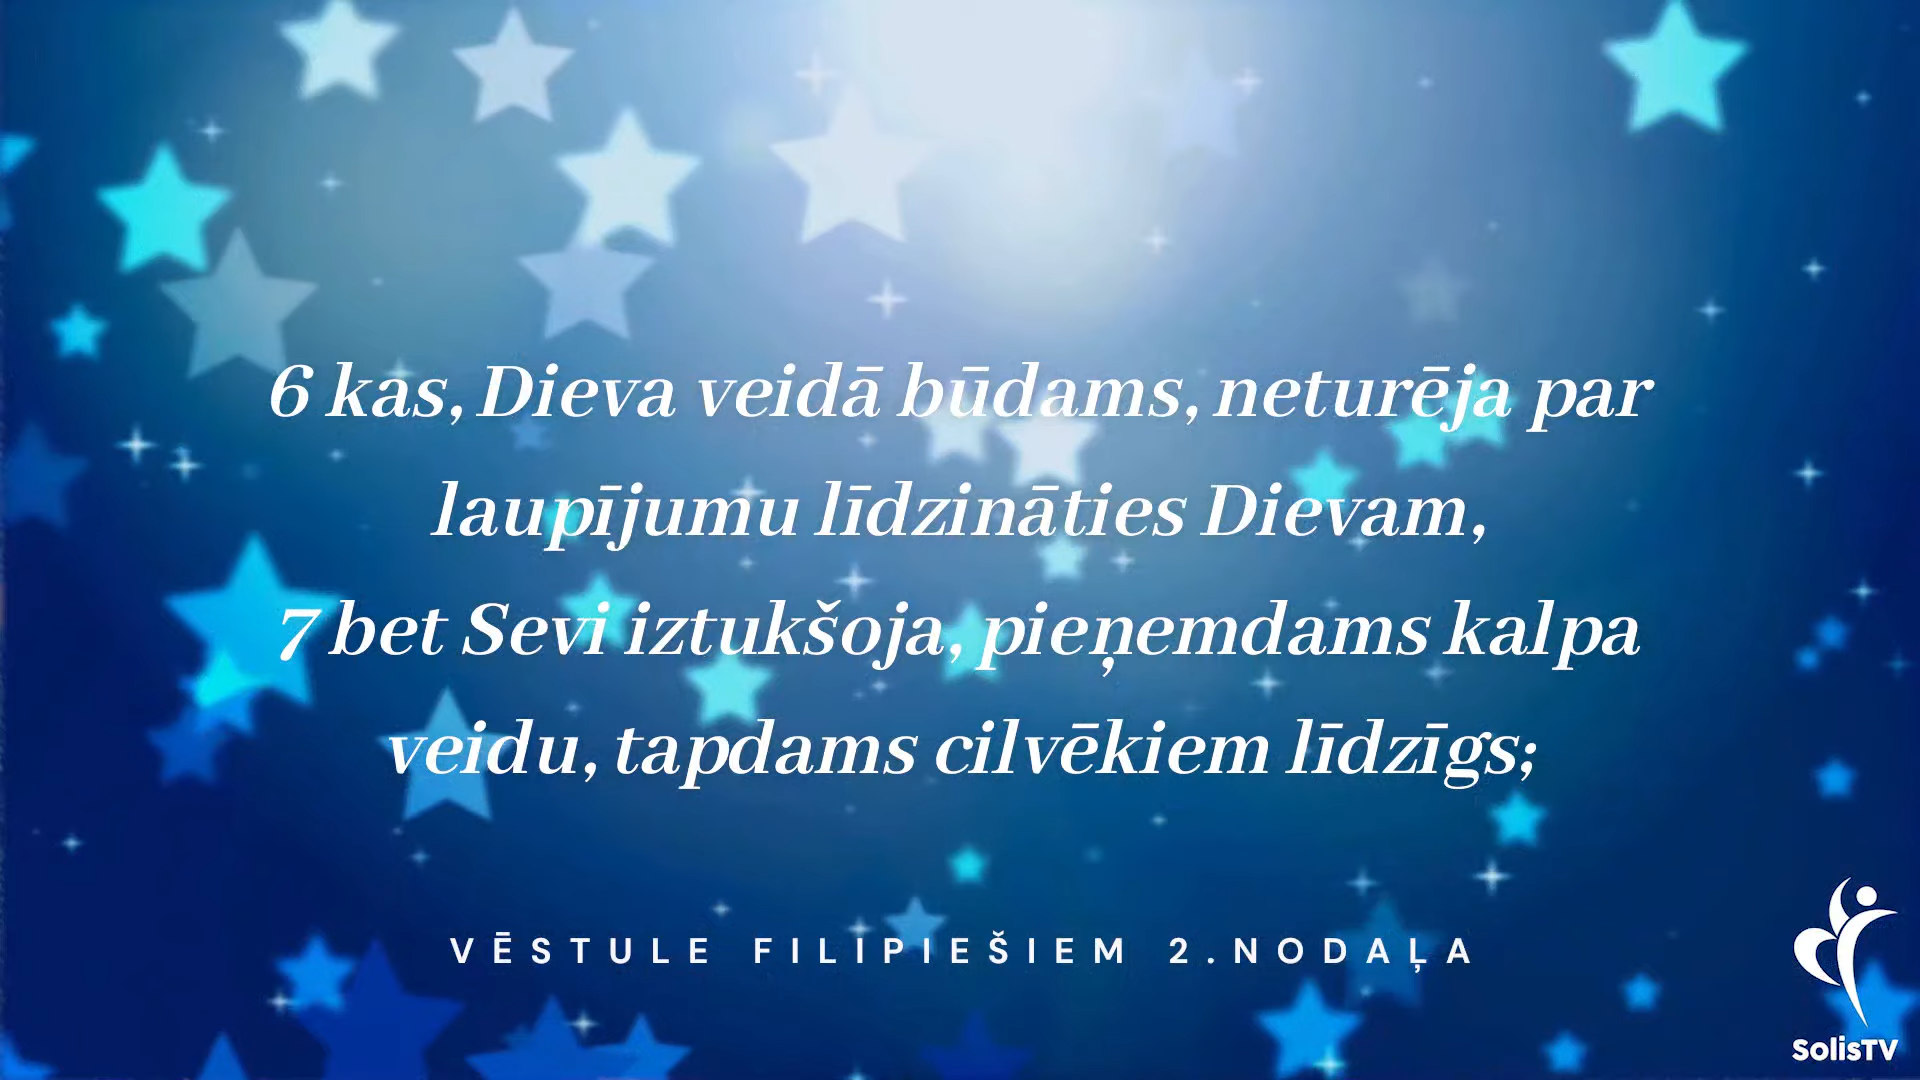 6 kas, Dieva veidā būdams, neturēja par
laupījumu līdzināties Dievam,
7 bet Sevi iztukšoja, pieņemdams kalpa
veidu, tapdams cilvēkiem līdzīgs;
VĒSTULE FILIPIEŠIEM 2.NODAĻA
SolisTV